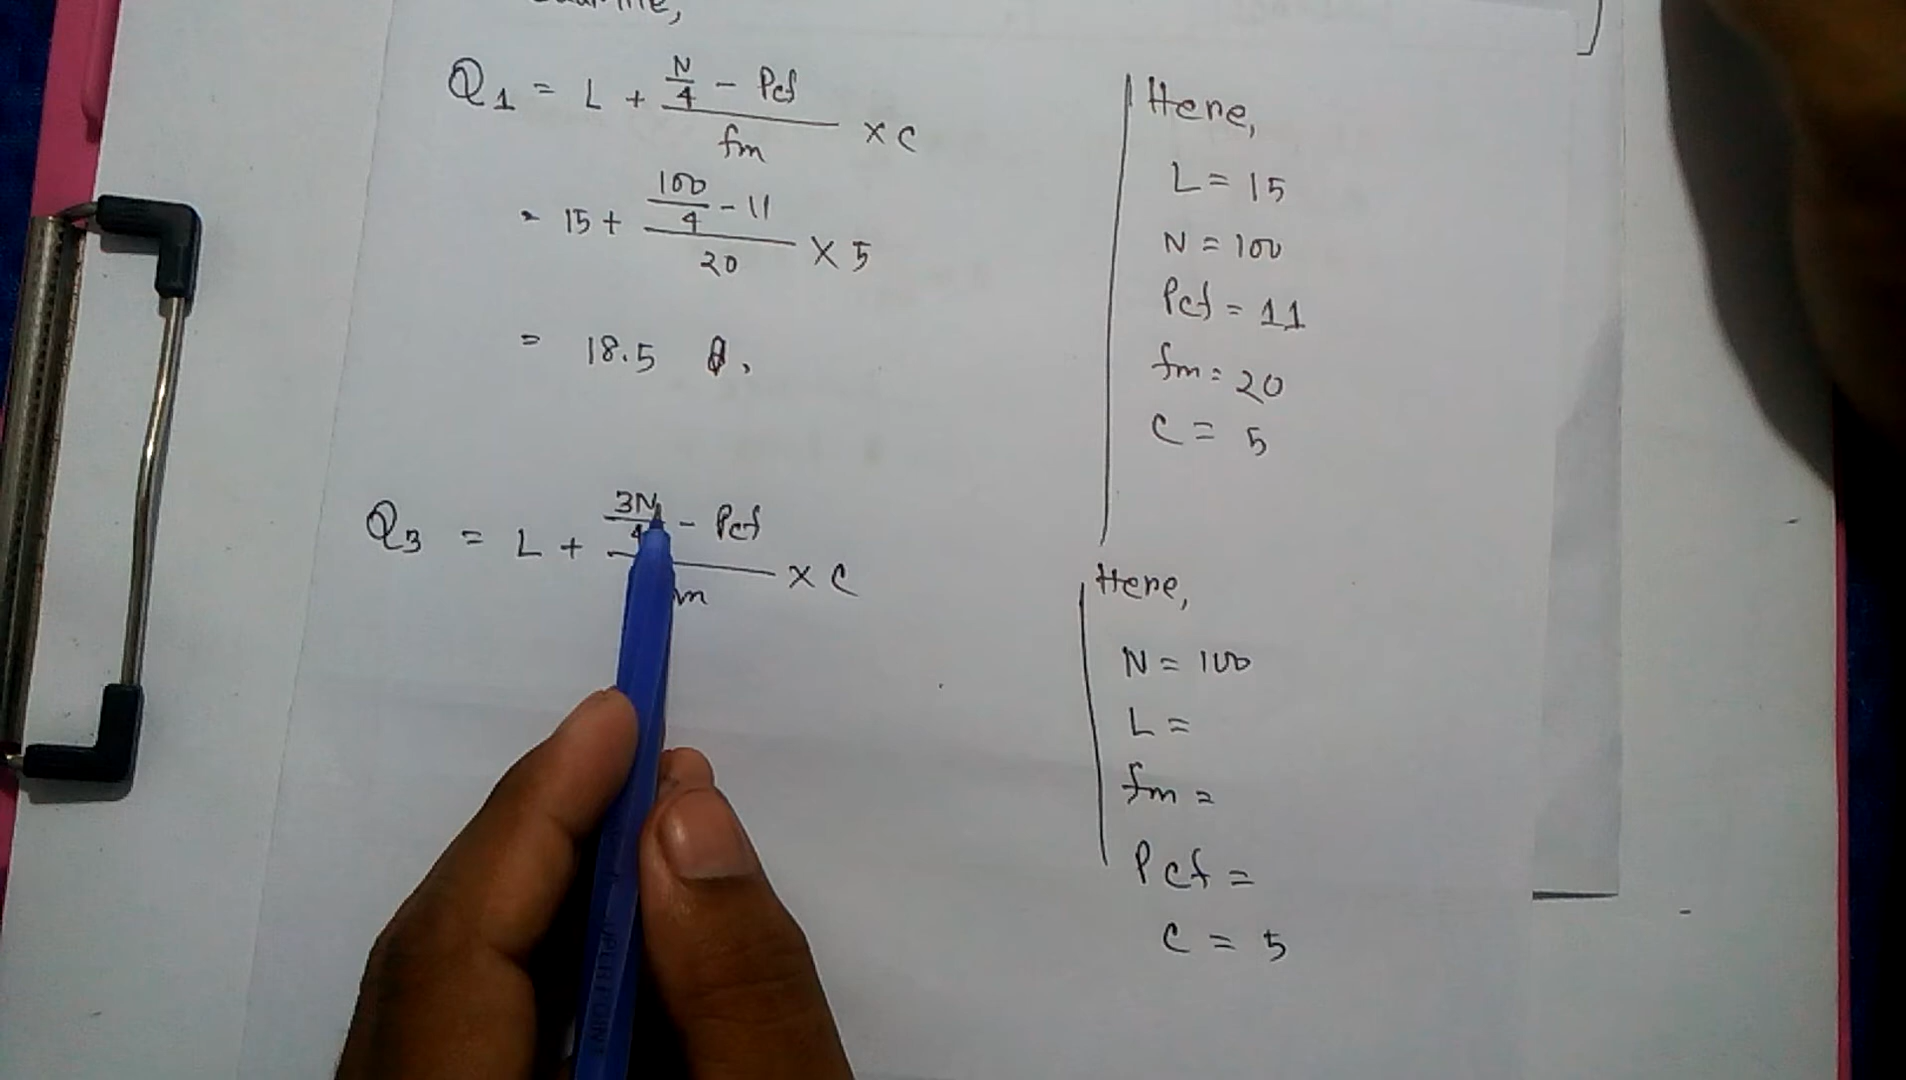 Q1 = L + N/4 - Pcf / fm × C
= 15 + 100/4 - 11 / 20 × 5
= 18.5
Here,
L = 15
N = 100
Pcf = 11
fm = 20
C = 5
Q3 = L + 3N/4 - Pcf / m × C
Here,
N = 100
L =
fm =
Pcf =
C = 5